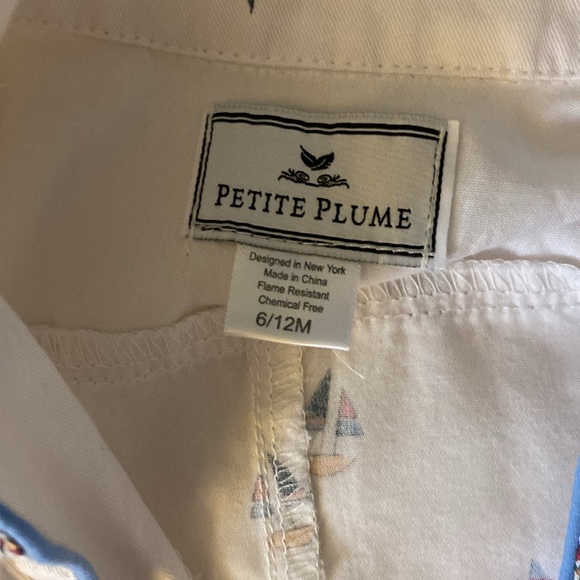 PETITE PLUME
Designed in New York
Made in China
Flame Resistant
Chemical Free
6/12M